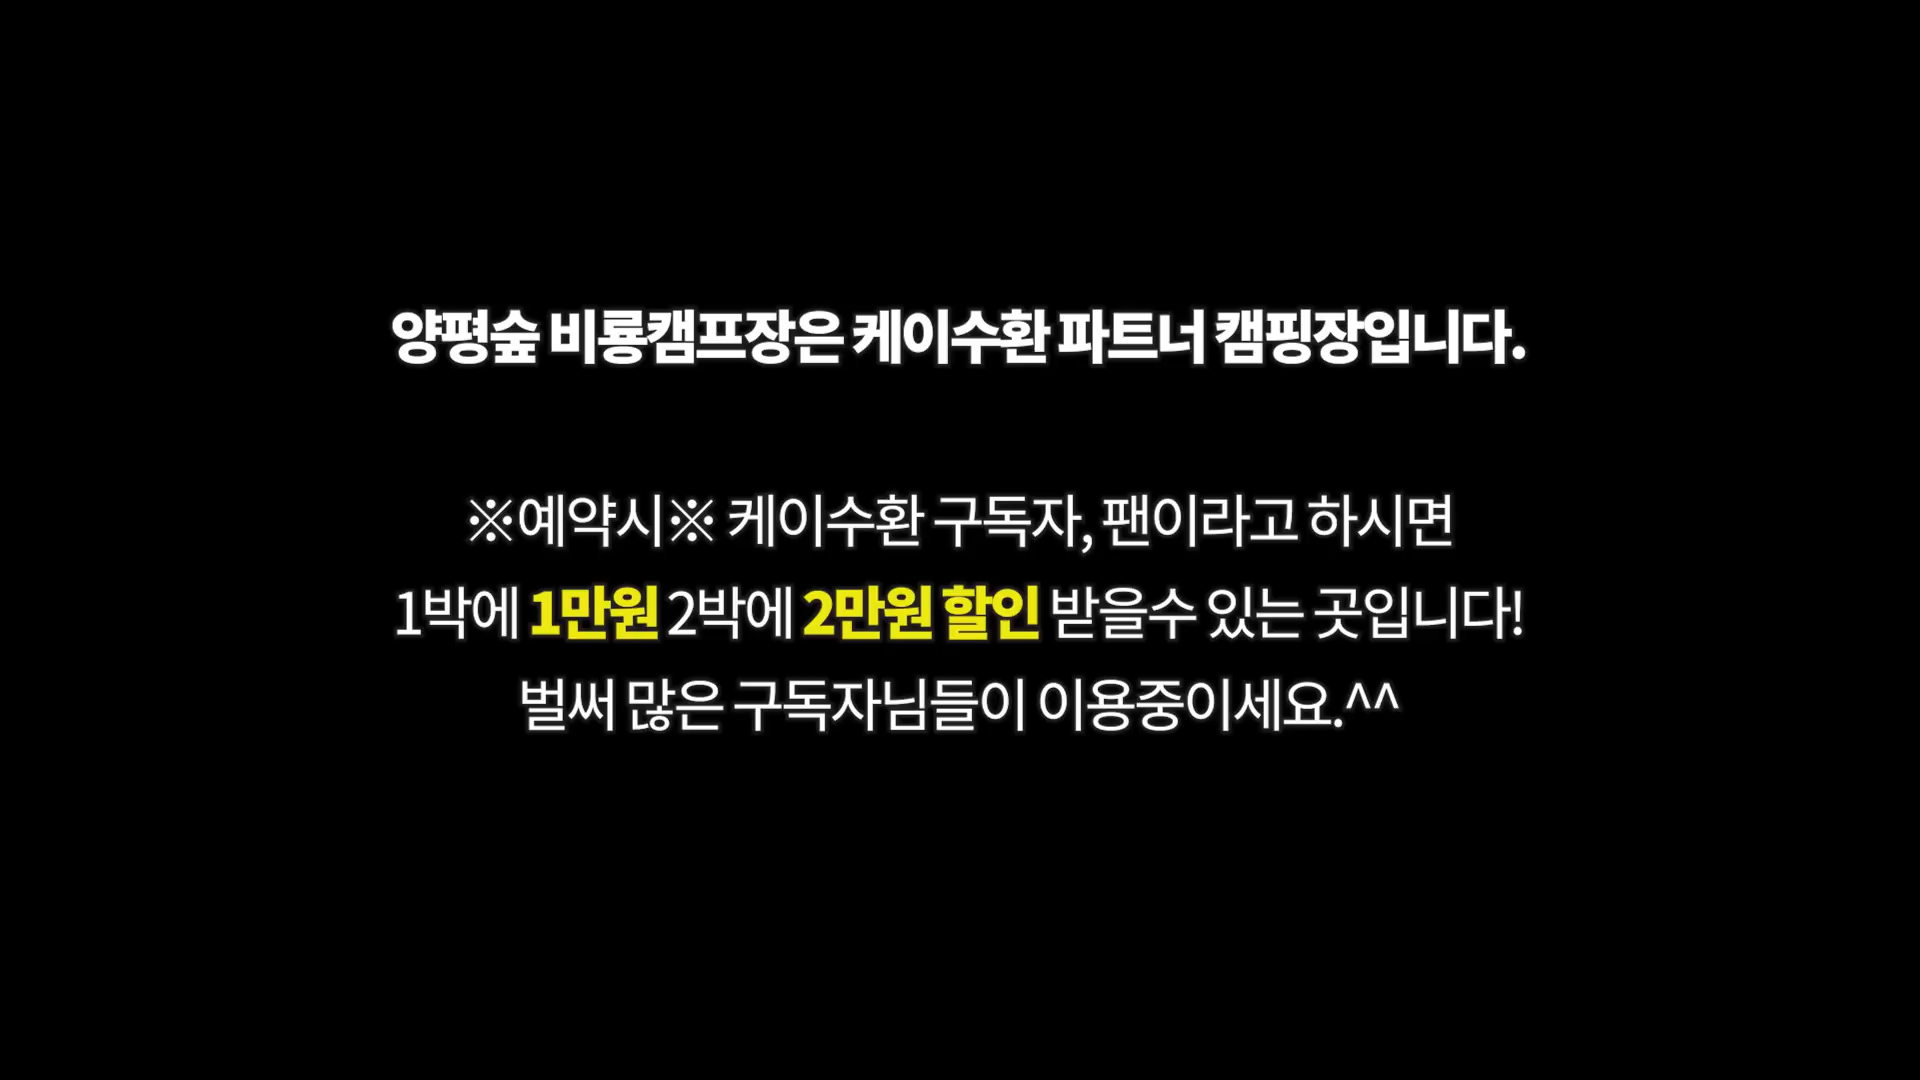 양평숲 비룡캠프장은 케이수환 파트너 캠핑장입니다.
※예약시※ 케이수환 구독자, 팬이라고 하시면
1박에 1만원 2박에 2만원 할인 받을수 있는 곳입니다!
벌써 많은 구독자님들이 이용중이세요.^^